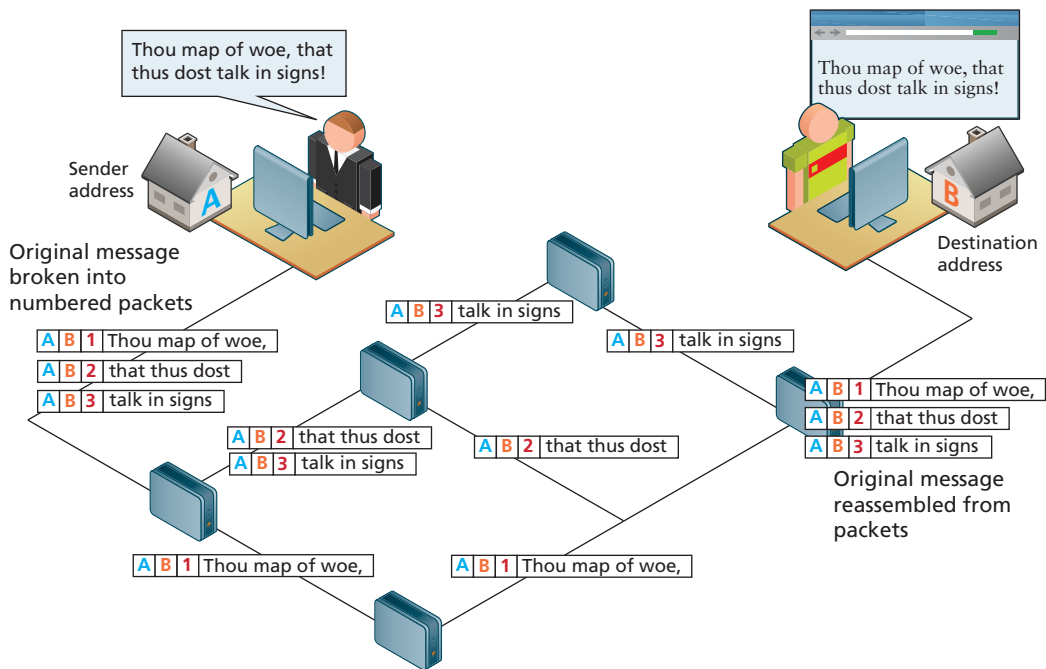 Thou map of woe, that
thus dost talk in signs!
Thou map of woe, that
thus dost talk in signs!
Sender
address
A
B
Destination
address
Original message
broken into
numbered packets
A B 3 talk in signs
A B 1 Thou map of woe,
A B 2 that thus dost
A B 3 talk in signs
A B 3 talk in signs
A B 1 Thou map of woe,
A B 2 that thus dost
A B 3 talk in signs
A B 2 that thus dost
A B 3 talk in signs
A B 2 that thus dost
Original message
reassembled from
packets
A B 1 Thou map of woe,
A B 1 Thou map of woe,